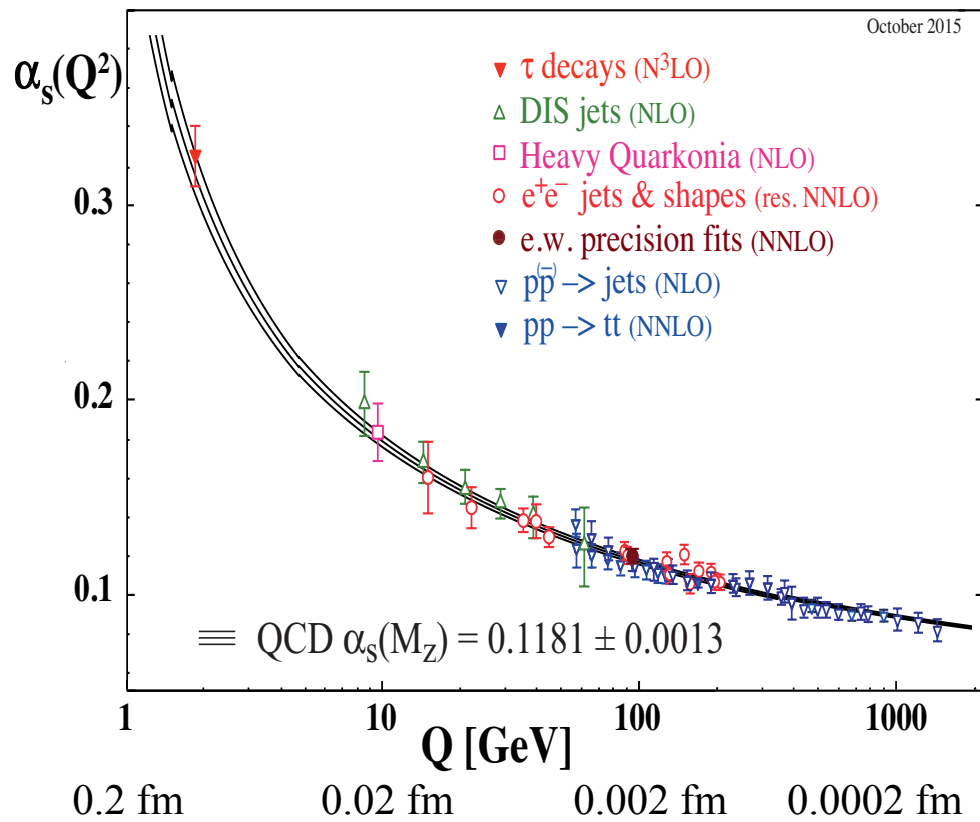 October 2015
αs(Q²)
τ decays (N³LO)
DIS jets (NLO)
Heavy Quarkonia (NLO)
e⁺e⁻ jets & shapes (res. NNLO)
e.w. precision fits (NNLO)
pp̅⁽⁻⁾ –> jets (NLO)
pp –> tt (NNLO)
0.3
0.2
0.1
QCD αs(Mz) = 0.1181 ± 0.0013
1 10 100 1000
Q [GeV]
0.2 fm 0.02 fm 0.002 fm 0.0002 fm